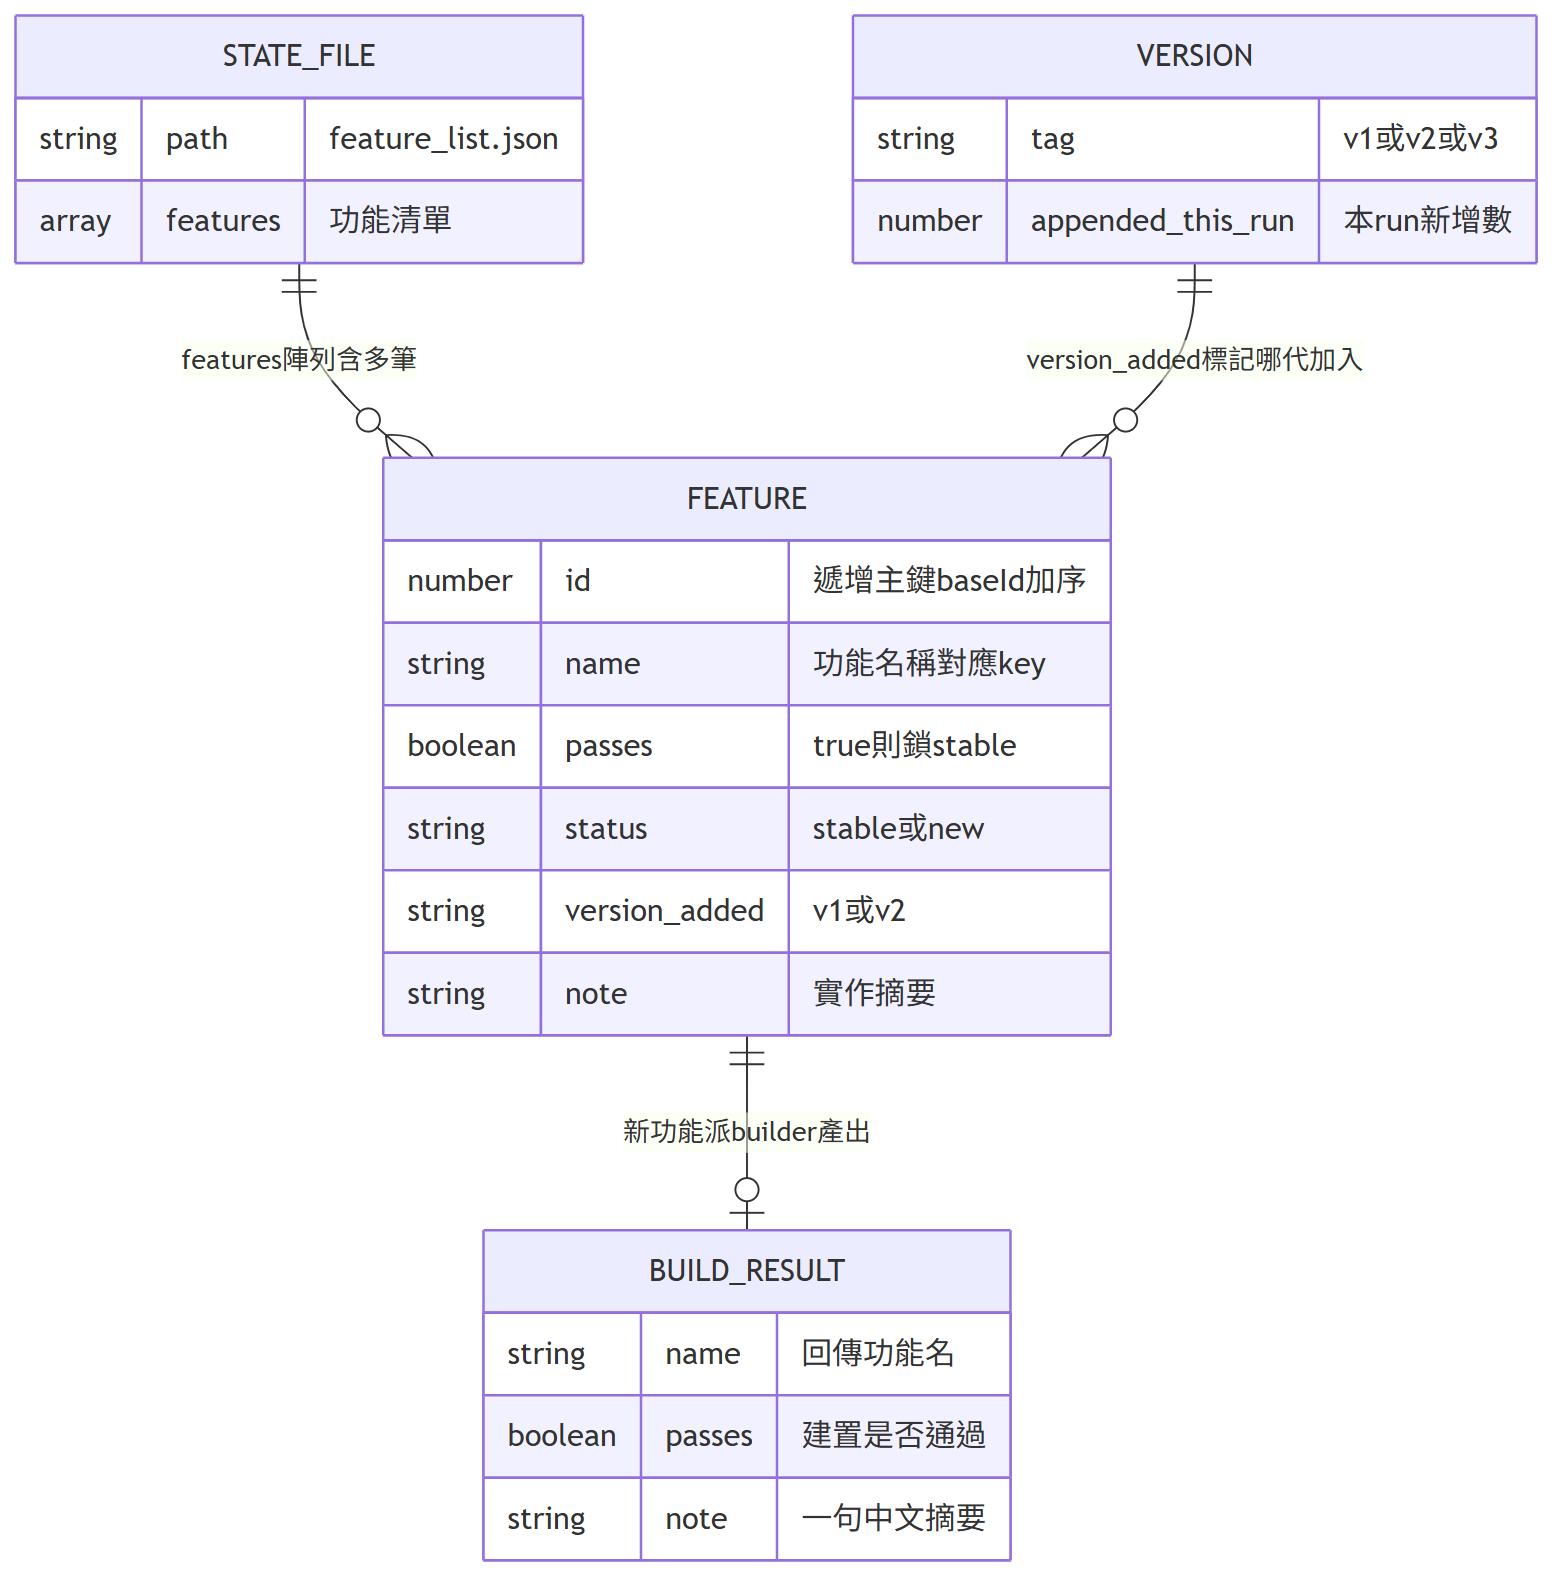 STATE_FILE
string path feature_list.json
array features 功能清單
VERSION
string tag v1或v2或v3
number appended_this_run 本run新增數
features陣列含多筆
version_added標記哪代加入
FEATURE
number id 遞增主鍵baseId加序
string name 功能名稱對應key
boolean passes true則鎖stable
string status stable或new
string version_added v1或v2
string note 實作摘要
新功能派builder產出
BUILD_RESULT
string name 回傳功能名
boolean passes 建置是否通過
string note 一句中文摘要